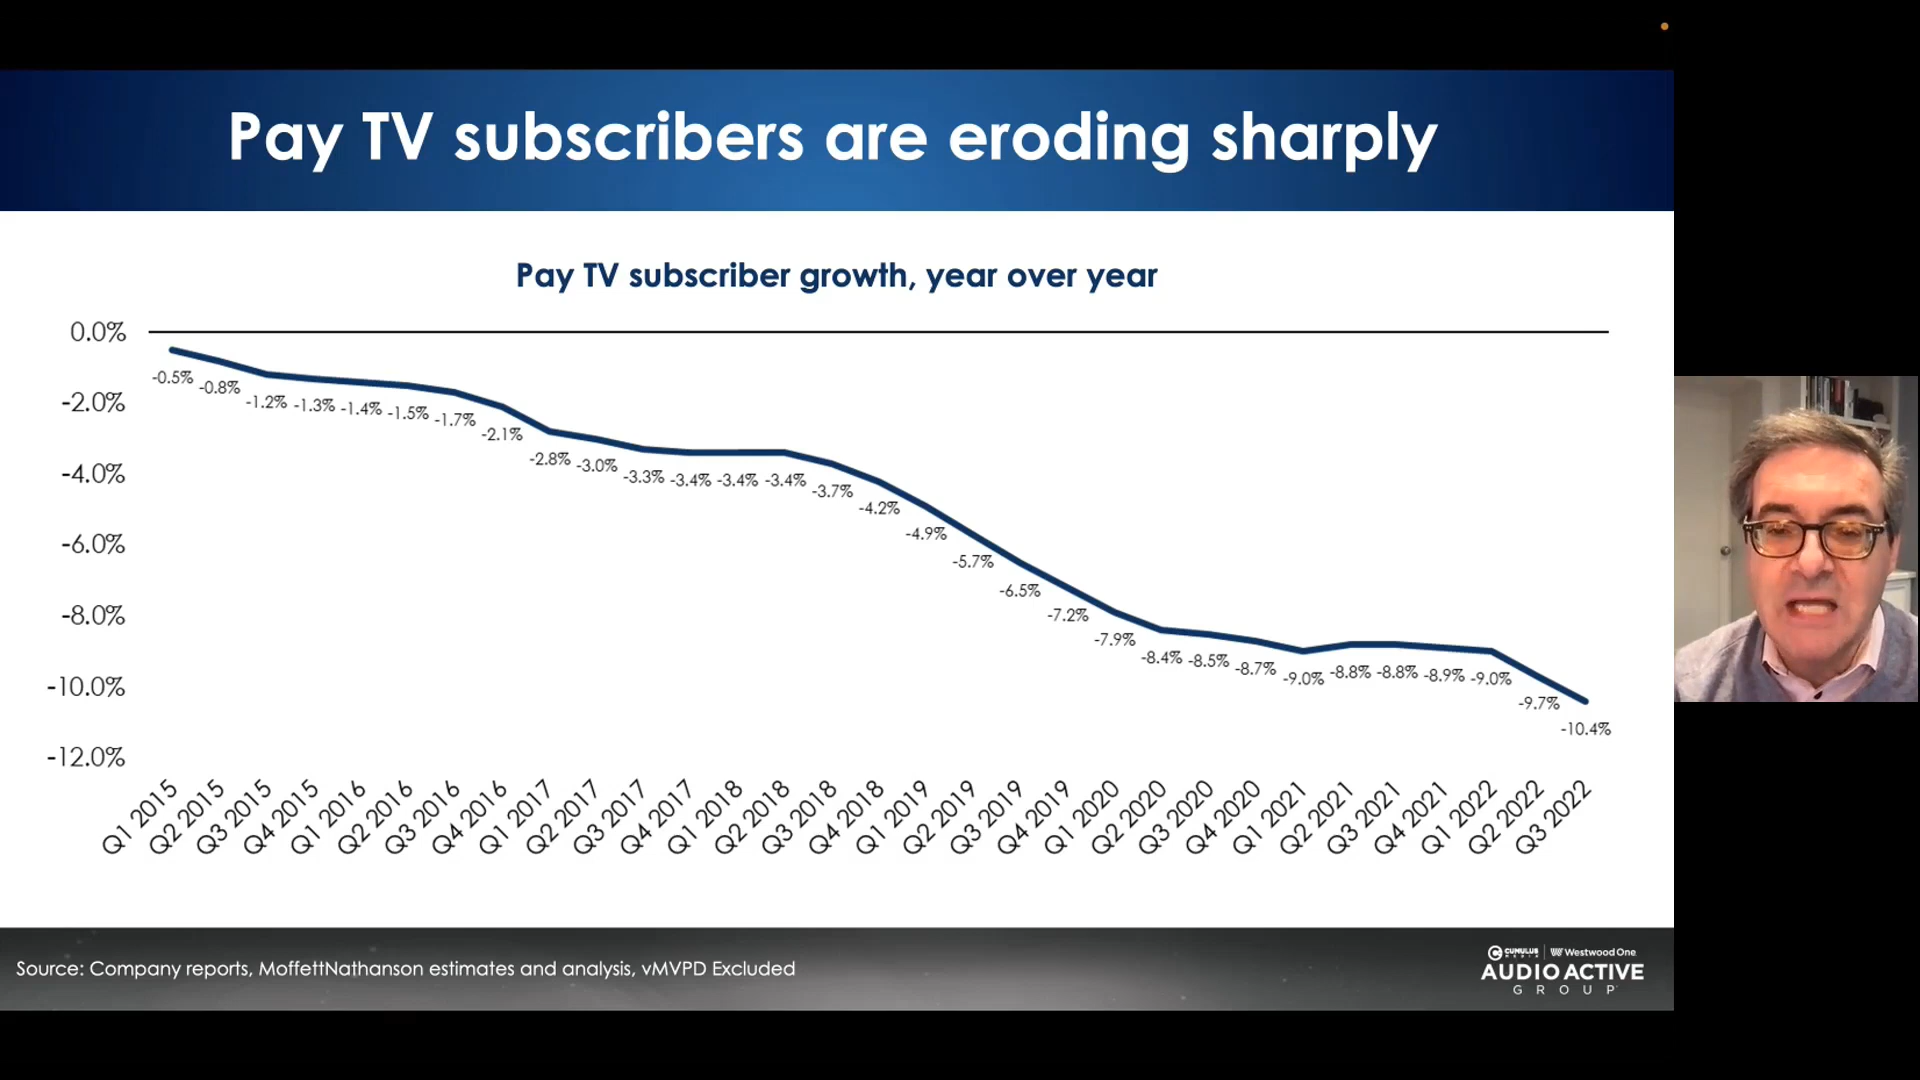 Pay TV subscribers are eroding sharply
Pay TV subscriber growth, year over year
0.0%
-2.0%
-4.0%
-6.0%
-8.0%
-10.0%
-12.0%
-0.5%
-0.8%
-1.2%
-1.3%
-1.4%
-1.5%
-1.7%
-2.1%
-2.8%
-3.0%
-3.3%
-3.4%
-3.4%
-3.4%
-3.7%
-4.2%
-4.9%
-5.7%
-6.5%
-7.2%
-7.9%
-8.4%
-8.5%
-8.7%
-9.0%
-8.8%
-8.8%
-8.9%
-9.0%
-9.7%
-10.4%
Q1 2015
Q2 2015
Q3 2015
Q4 2015
Q1 2016
Q2 2016
Q3 2016
Q4 2016
Q1 2017
Q2 2017
Q3 2017
Q4 2017
Q1 2018
Q2 2018
Q3 2018
Q4 2018
Q1 2019
Q2 2019
Q3 2019
Q4 2019
Q1 2020
Q2 2020
Q3 2020
Q4 2020
Q1 2021
Q2 2021
Q3 2021
Q4 2021
Q1 2022
Q2 2022
Q3 2022
Source: Company reports, MoffettNathanson estimates and analysis, vMVPD Excluded
CUMULUS MEDIA | Westwood One
AUDIO ACTIVE
GROUP